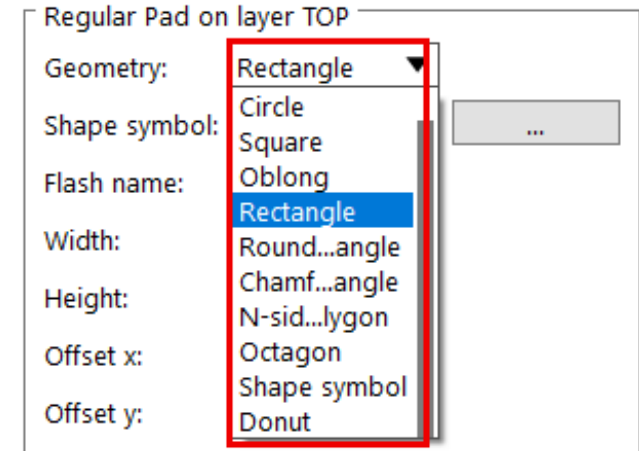 Regular Pad on layer TOP
Geometry: Rectangle
Circle
Shape symbol: ...
Square
Flash name: Oblong
Rectangle
Width: Round...angle
Chamf...angle
Height: N-sid...lygon
Offset x: Octagon
Shape symbol
Offset y: Donut